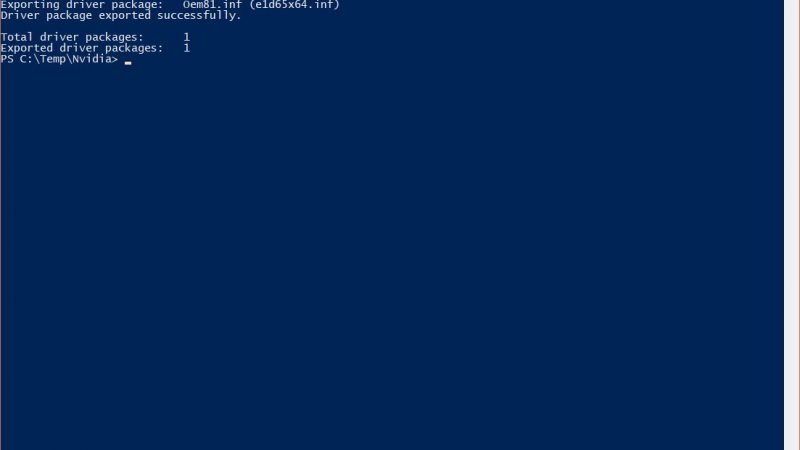 Exporting driver package:   Oem81.inf (e1d65x64.inf)
Driver package exported successfully.
Total driver packages:      1
Exported driver packages:   1
PS C:\Temp\Nvidia>